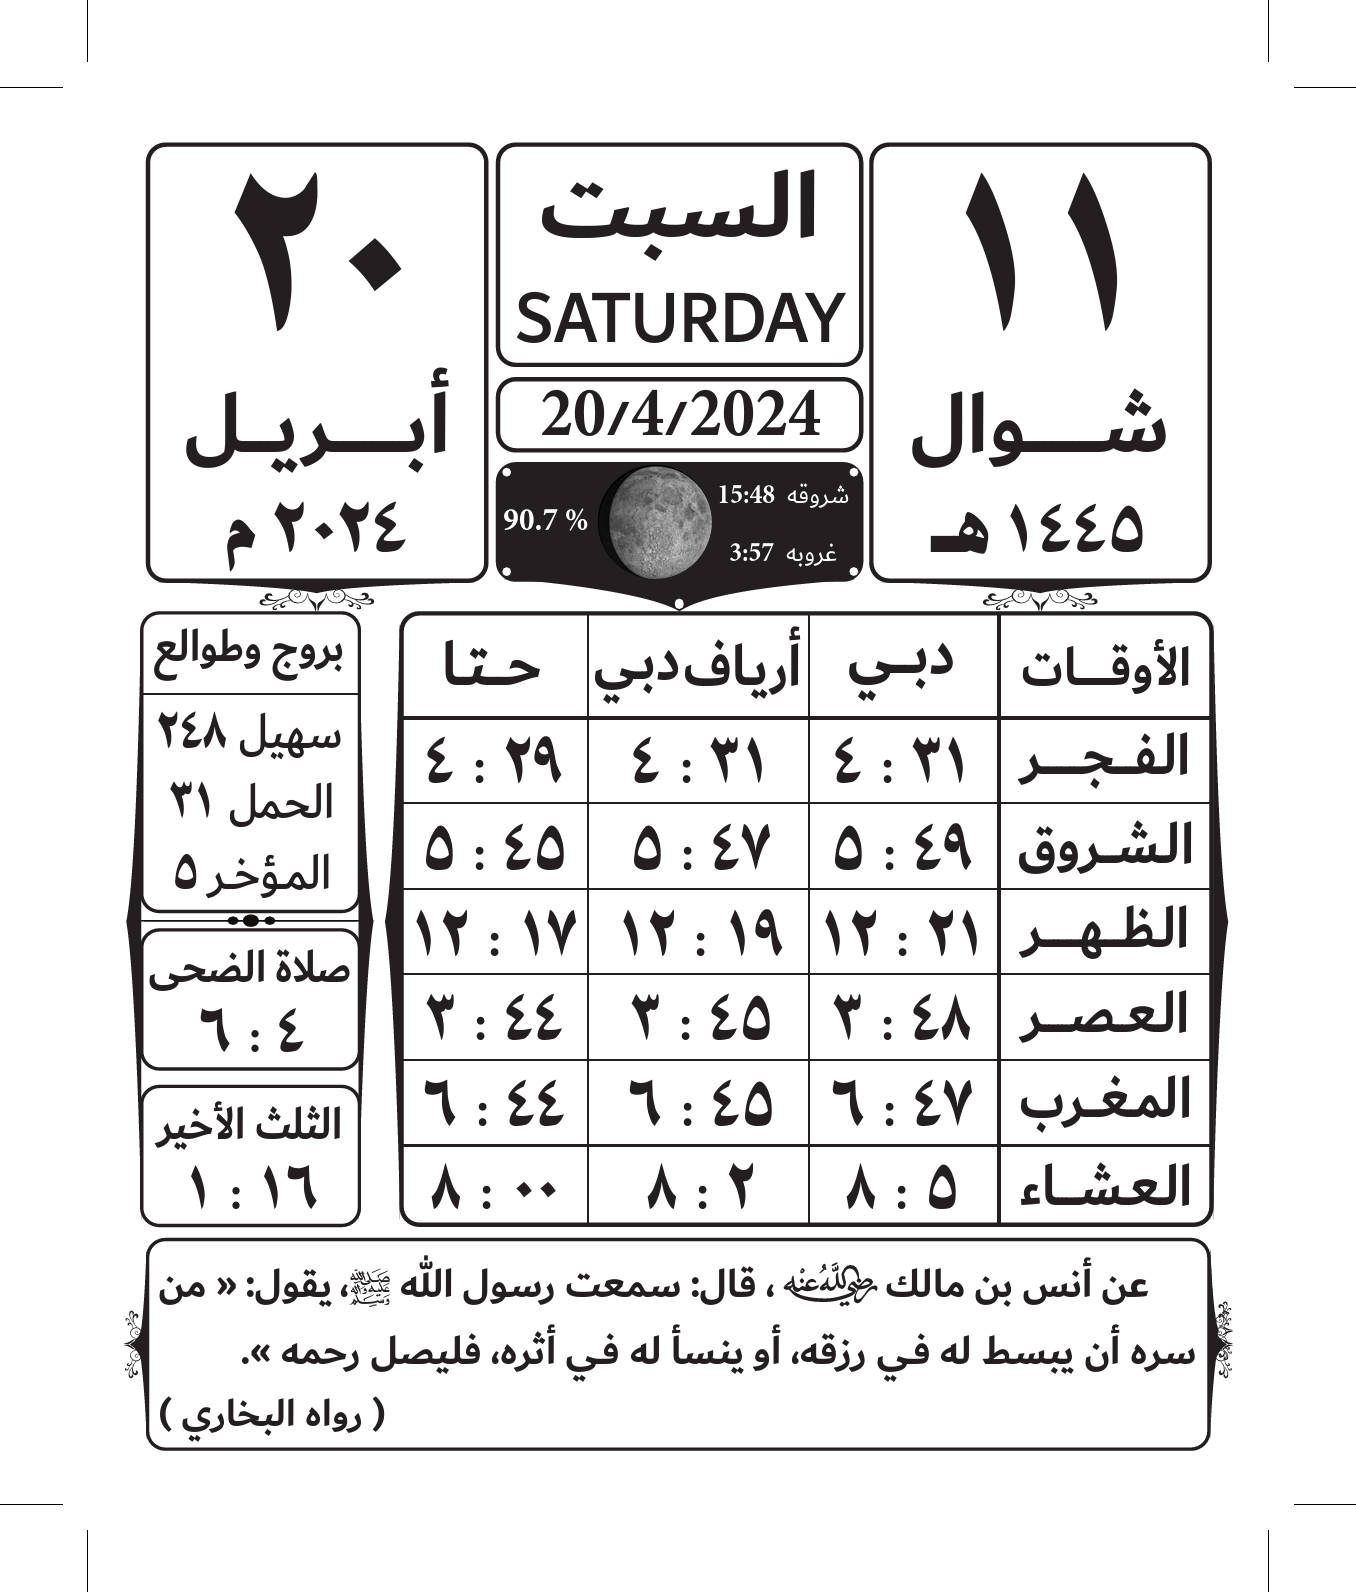 ١١
شـــوال
١٤٤٥ هـ
السبت
SATURDAY
20/4/2024
شروقه 15:48
غروبه 3:57
90.7 %
٢٠
أبـــريـل
٢٠٢٤ م
الأوقـــات دبـي أرياف دبي حـتـا
الفـجـــر ٤ : ٣١ ٤ : ٣١ ٤ : ٢٩
الشـروق ٥ : ٤٩ ٥ : ٤٧ ٥ : ٤٥
الظـهـــر ١٢ : ٢١ ١٢ : ١٩ ١٢ : ١٧
العـصــر ٣ : ٤٨ ٣ : ٤٥ ٣ : ٤٤
المـغـرب ٦ : ٤٧ ٦ : ٤٥ ٦ : ٤٤
العـشــاء ٨ : ٥ ٨ : ٢ ٨ : ٠٠
بروج وطوالع
سهيل ٢٤٨
الحمل ٣١
المؤخر ٥
صلاة الضحى
٦ : ٤
الثلث الأخير
١ : ١٦
عن أنس بن مالك رضي الله عنه ، قال: سمعت رسول الله ﷺ، يقول: « من
سره أن يبسط له في رزقه، أو ينسأ له في أثره، فليصل رحمه ».
( رواه البخاري )